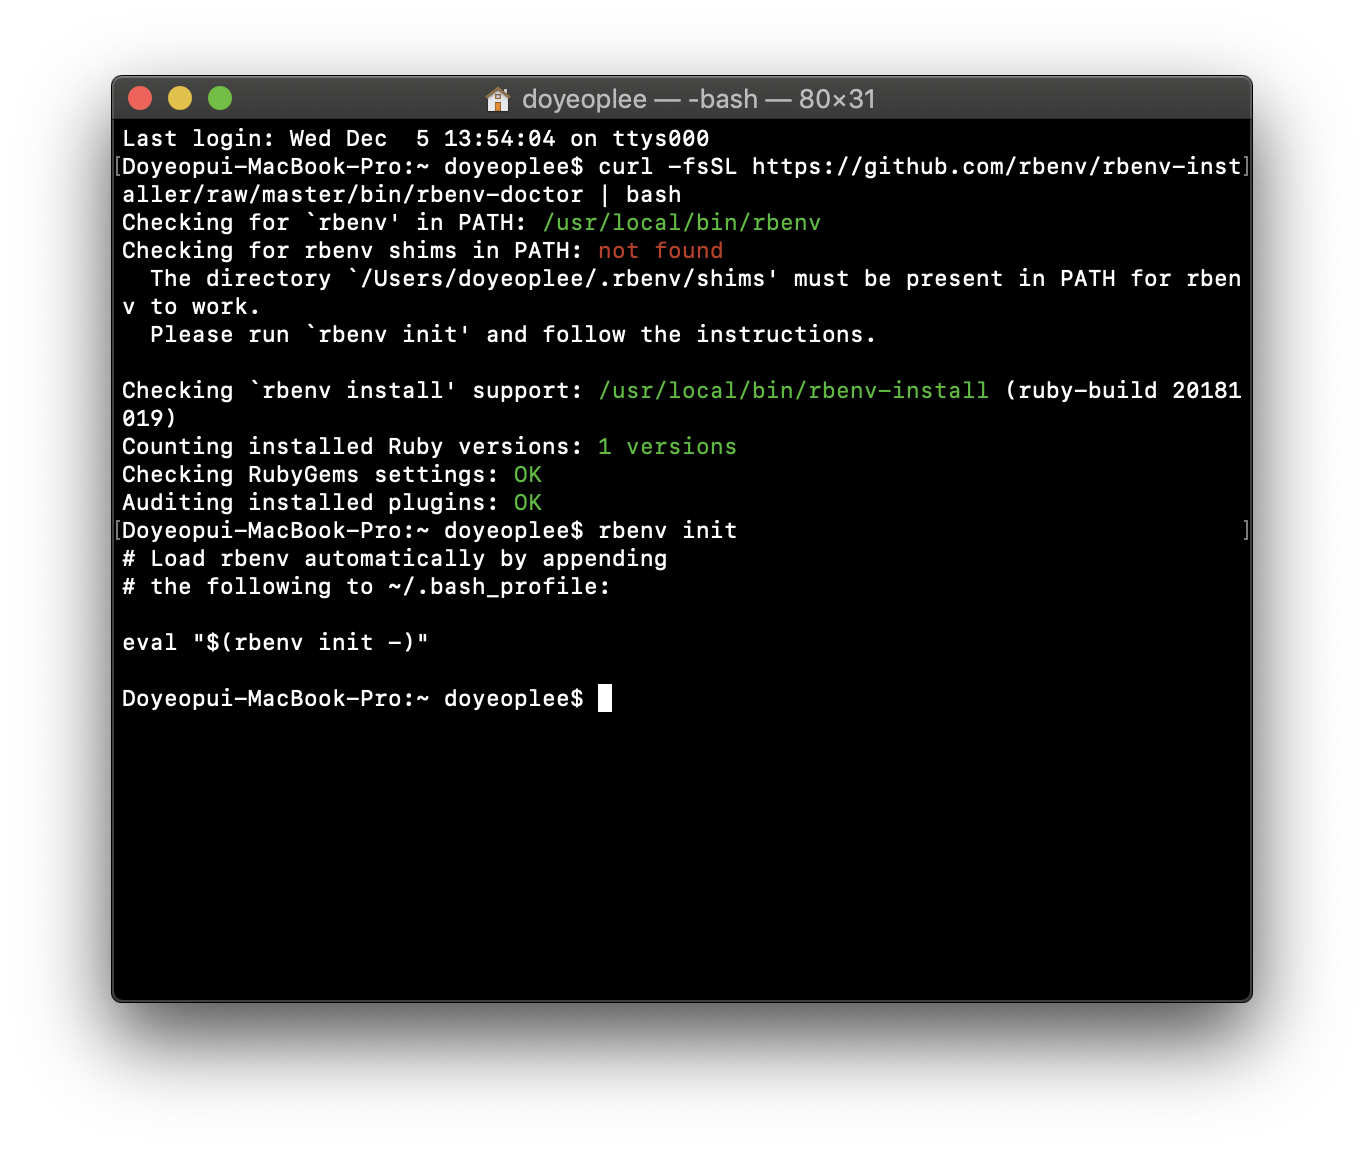 doyeoplee — -bash — 80×31
Last login: Wed Dec  5 13:54:04 on ttys000
[Doyeopui-MacBook-Pro:~ doyeoplee$ curl -fsSL https://github.com/rbenv/rbenv-inst]
aller/raw/master/bin/rbenv-doctor | bash
Checking for `rbenv' in PATH: /usr/local/bin/rbenv
Checking for rbenv shims in PATH: not found
  The directory `/Users/doyeoplee/.rbenv/shims' must be present in PATH for rben
v to work.
  Please run `rbenv init' and follow the instructions.

Checking `rbenv install' support: /usr/local/bin/rbenv-install (ruby-build 20181
019)
Counting installed Ruby versions: 1 versions
Checking RubyGems settings: OK
Auditing installed plugins: OK
[Doyeopui-MacBook-Pro:~ doyeoplee$ rbenv init ]
# Load rbenv automatically by appending
# the following to ~/.bash_profile:

eval "$(rbenv init -)"

Doyeopui-MacBook-Pro:~ doyeoplee$